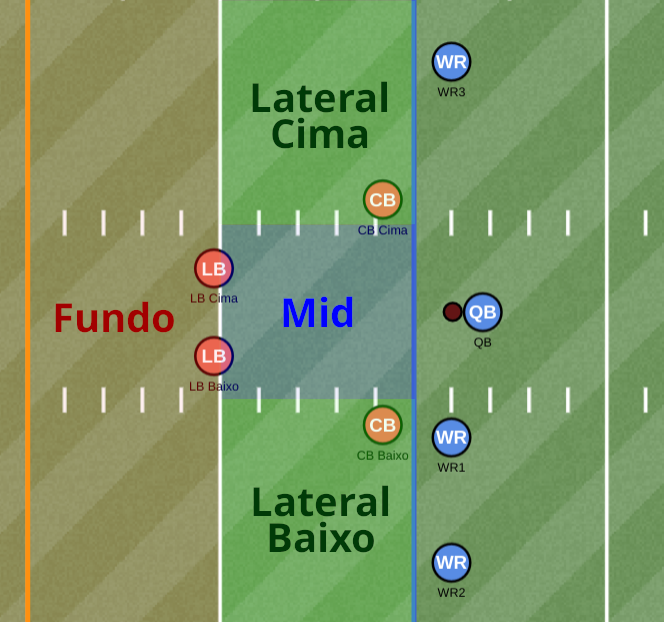 WR
WR3
Lateral
Cima
CB
CB Cima
LB
LB Cima
Fundo
Mid
QB
QB
LB
LB Baixo
CB
CB Baixo
WR
WR1
Lateral
Baixo
WR
WR2